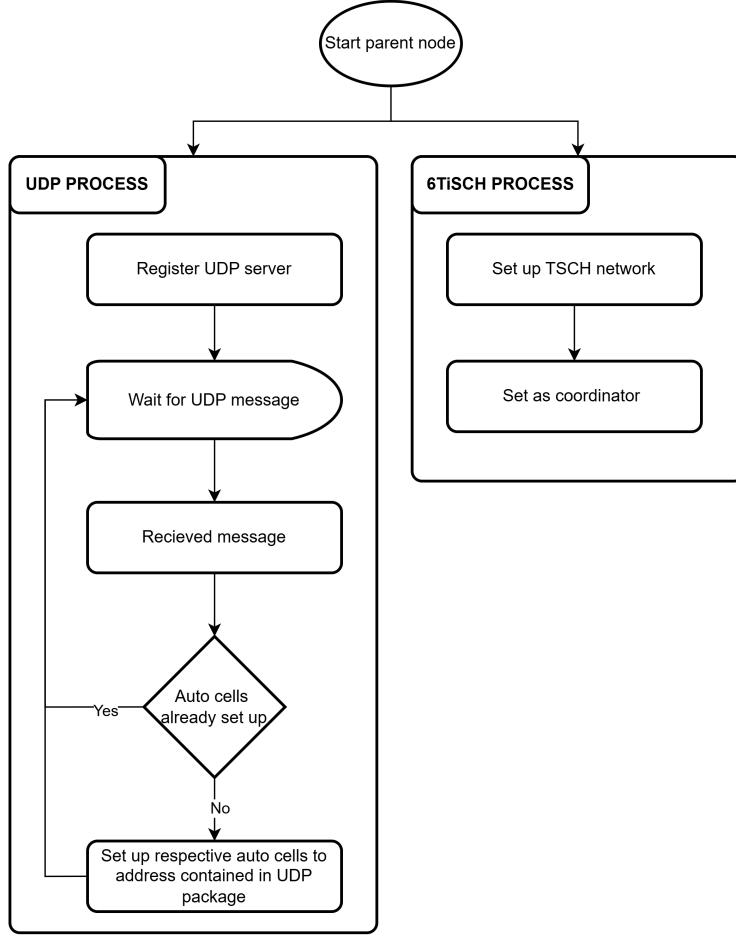 Start parent node
UDP PROCESS
Register UDP server
Wait for UDP message
Recieved message
Auto cells
already set up
Yes
No
Set up respective auto cells to
address contained in UDP
package
6TiSCH PROCESS
Set up TSCH network
Set as coordinator